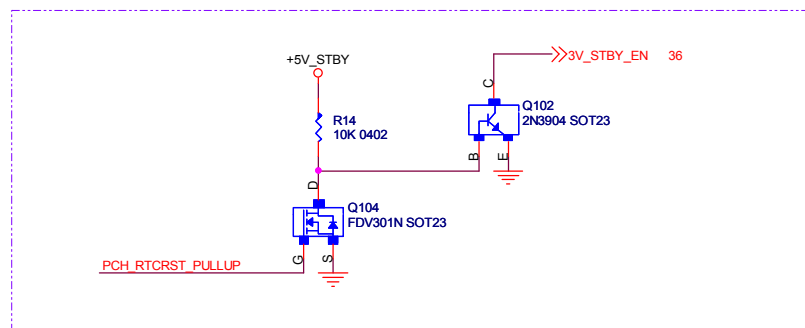 3V_STBY_EN 36
+5V_STBY
C
Q102
2N3904 SOT23
R14
10K 0402
B
E
D
Q104
FDV301N SOT23
G
S
PCH_RTCRST_PULLUP